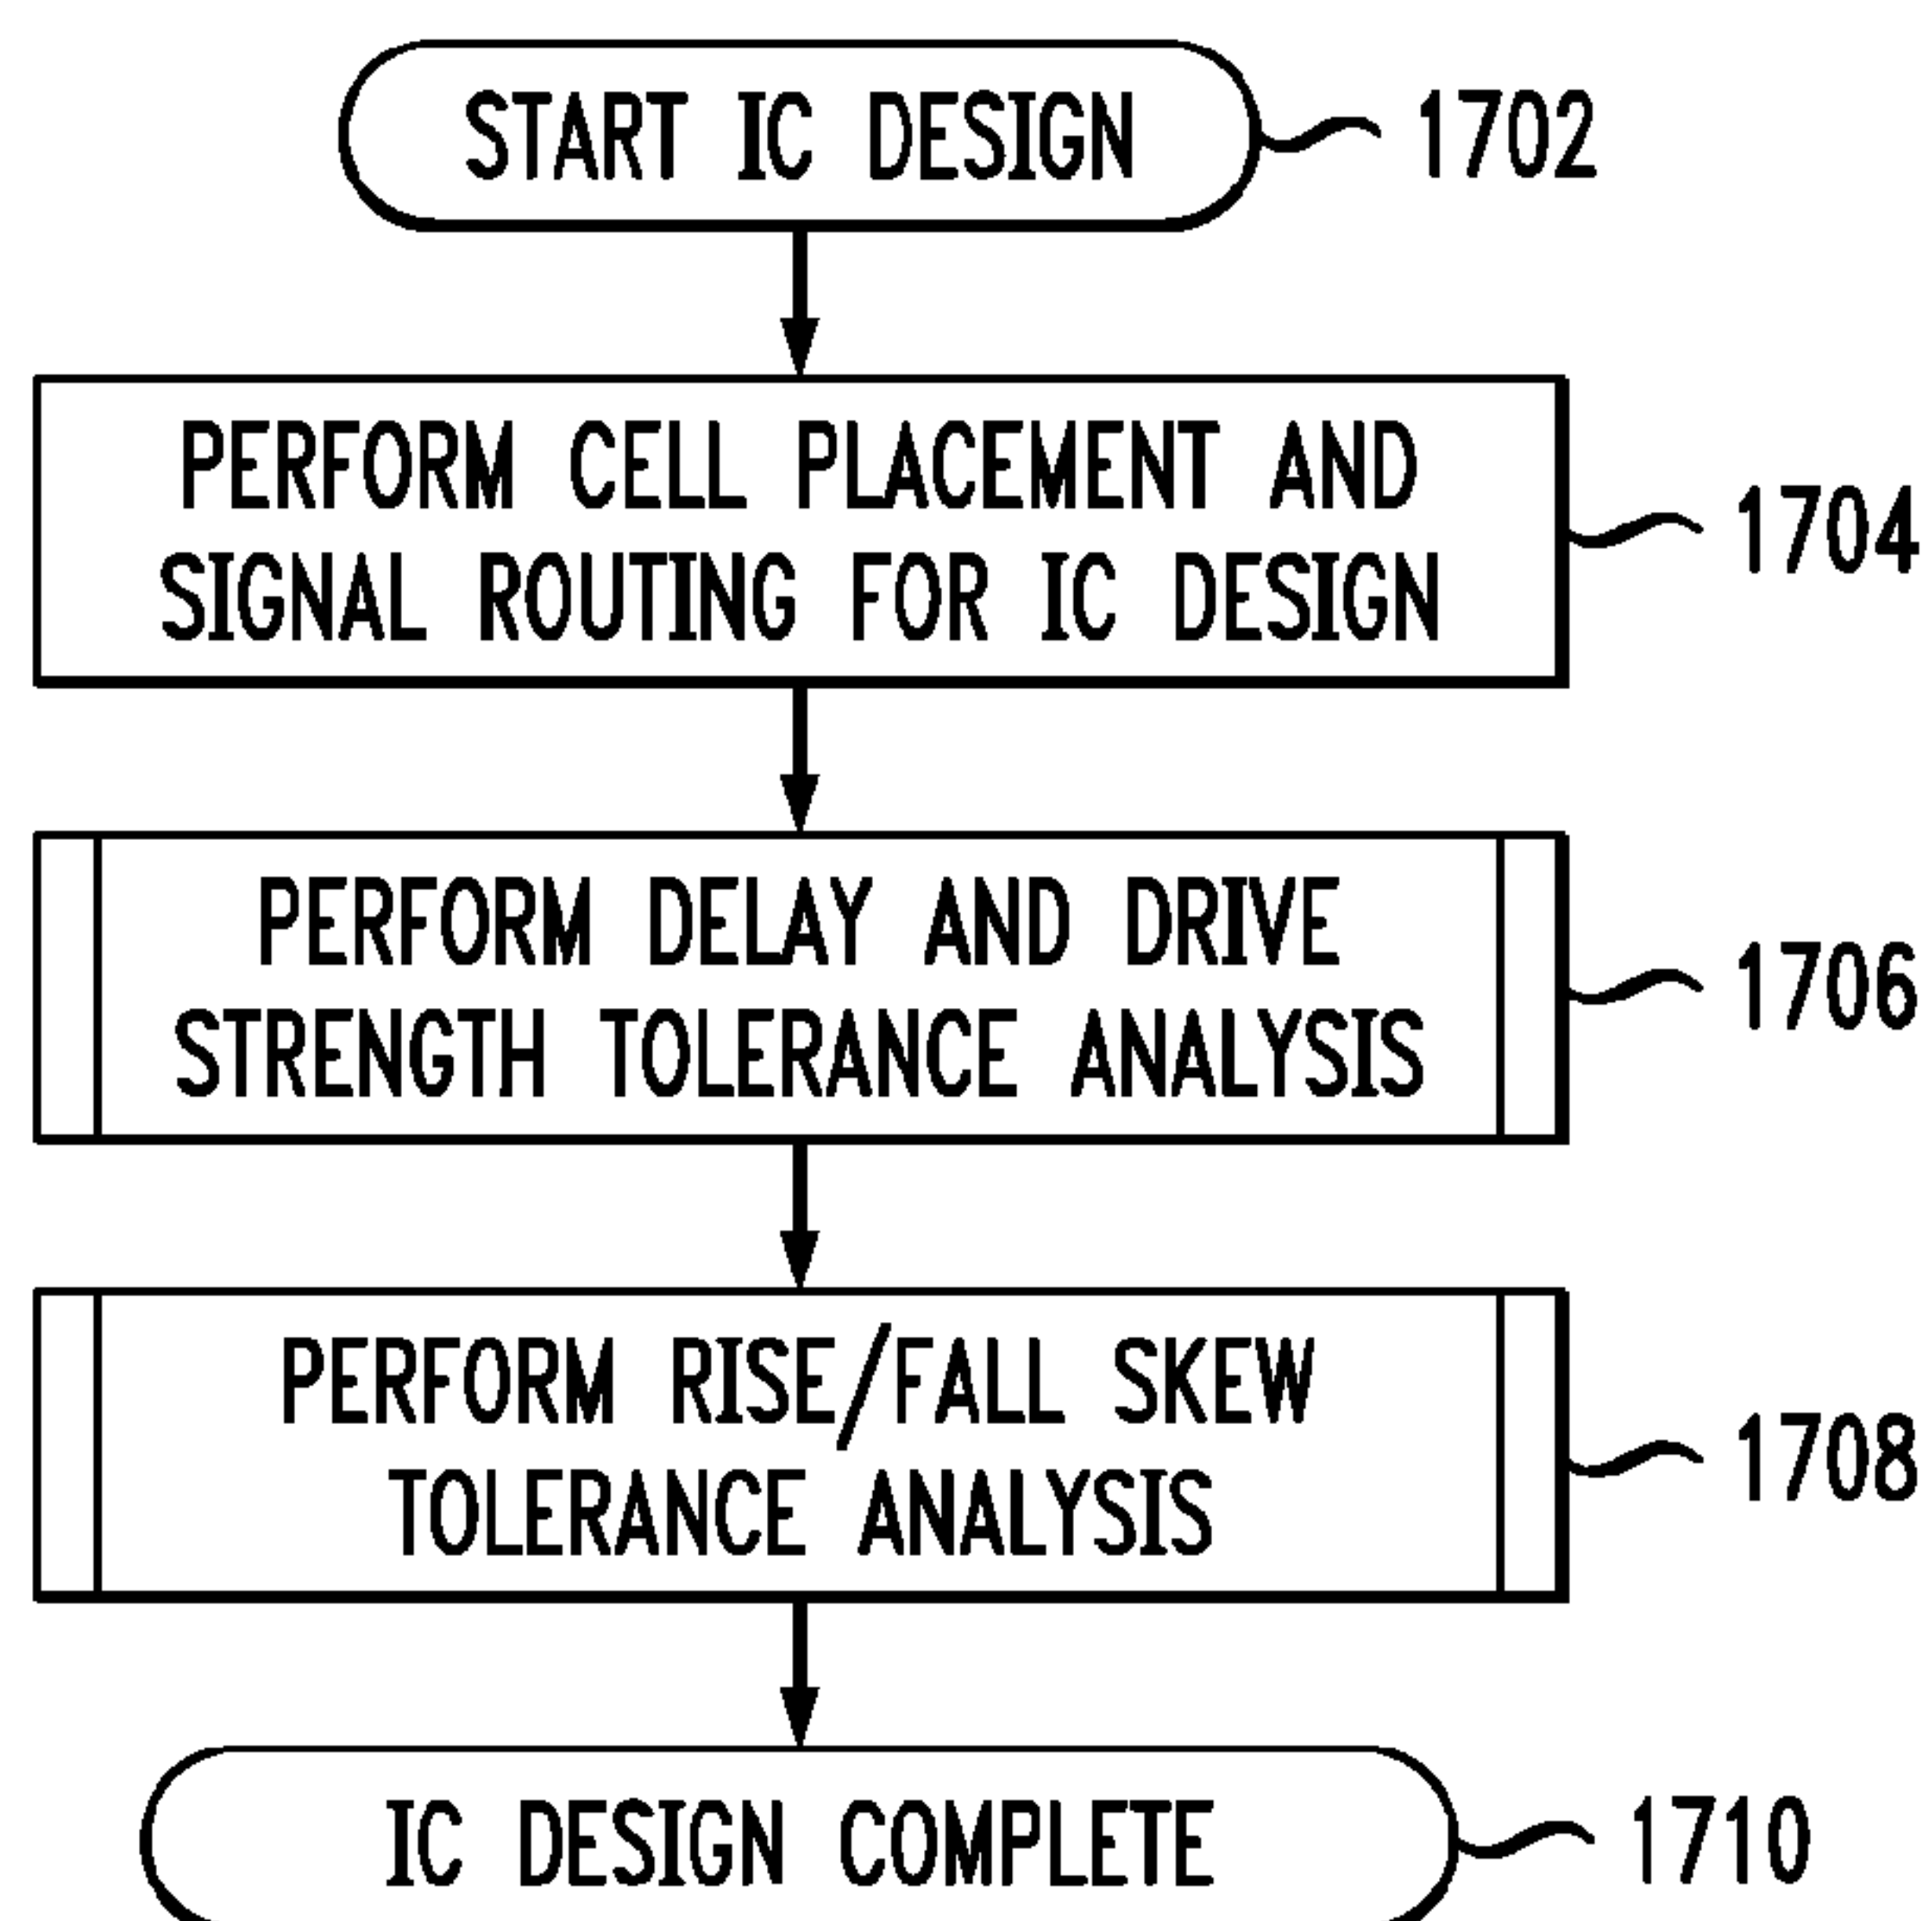 START IC DESIGN
1702
PERFORM CELL PLACEMENT AND
SIGNAL ROUTING FOR IC DESIGN
1704
PERFORM DELAY AND DRIVE
STRENGTH TOLERANCE ANALYSIS
1706
PERFORM RISE/FALL SKEW
TOLERANCE ANALYSIS
1708
IC DESIGN COMPLETE
1710